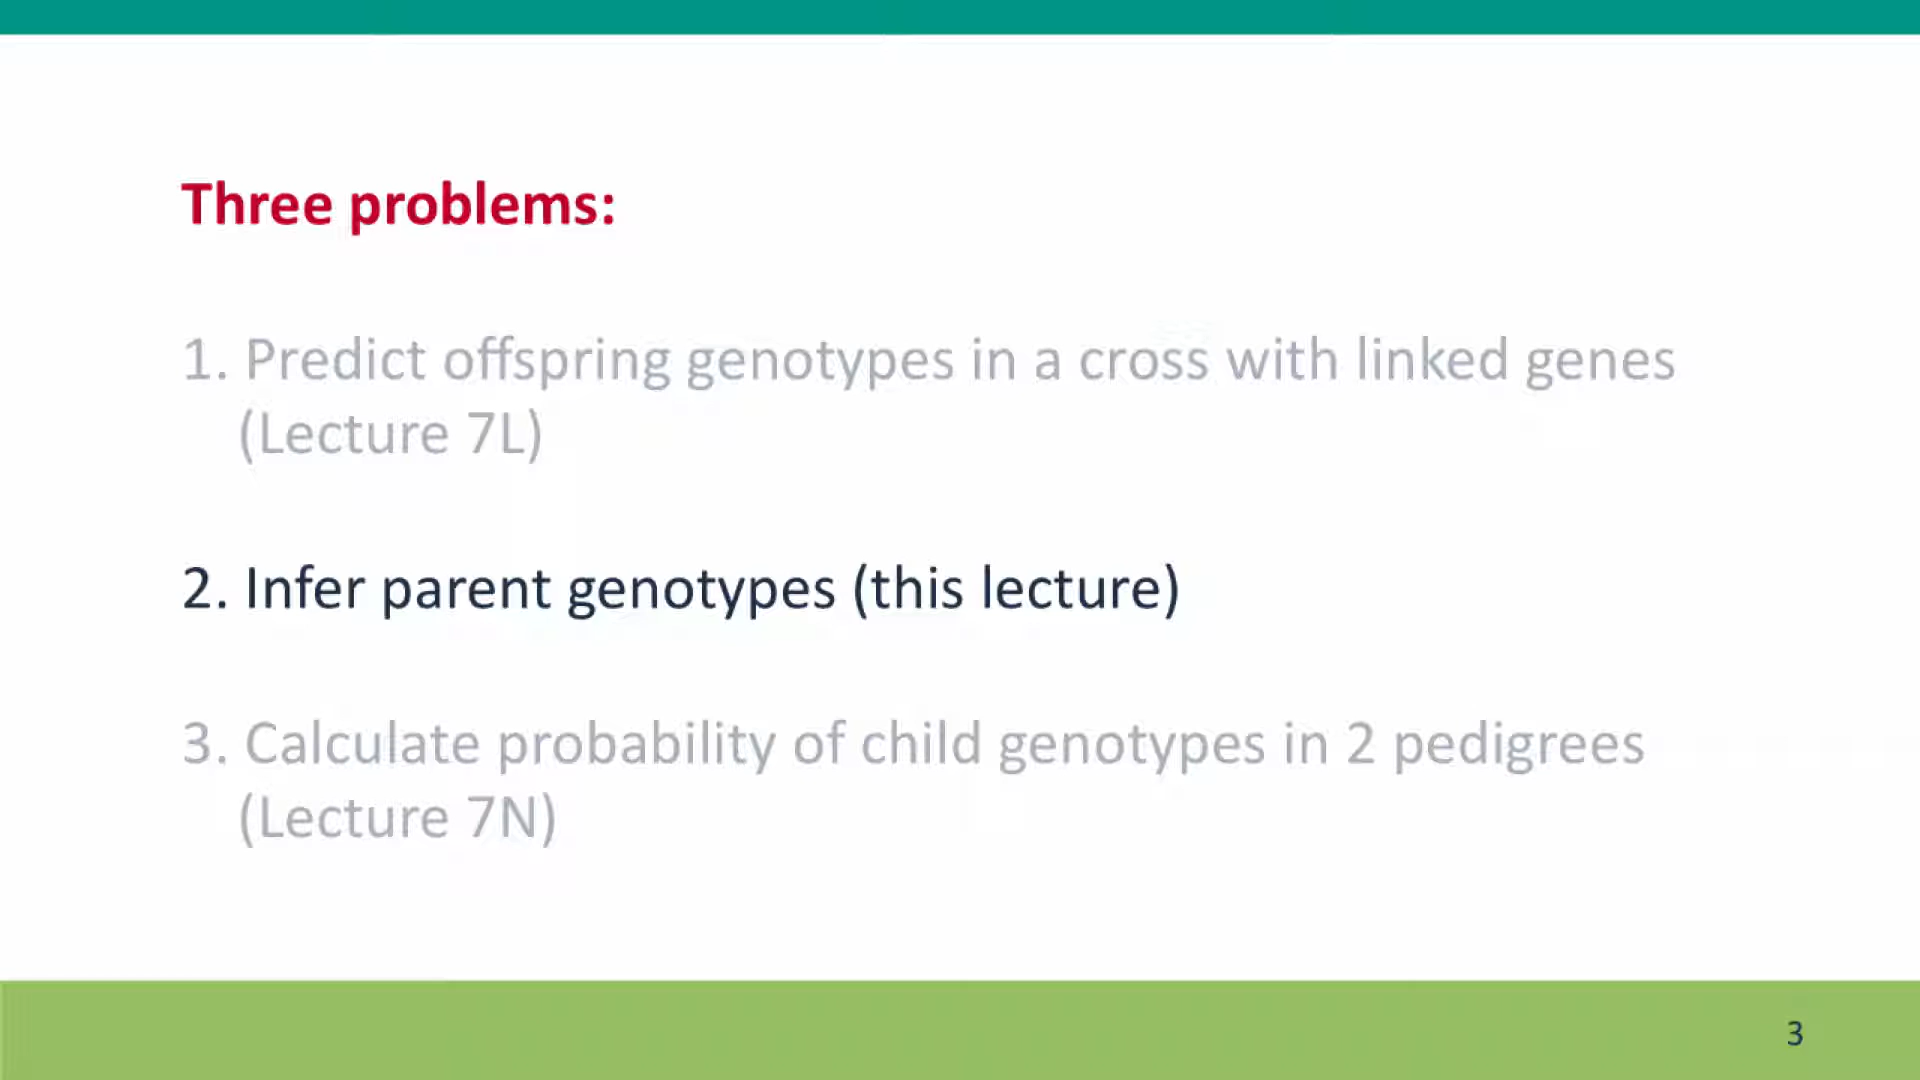 Three problems:
1. Predict offspring genotypes in a cross with linked genes
(Lecture 7L)
2. Infer parent genotypes (this lecture)
3. Calculate probability of child genotypes in 2 pedigrees
(Lecture 7N)
3